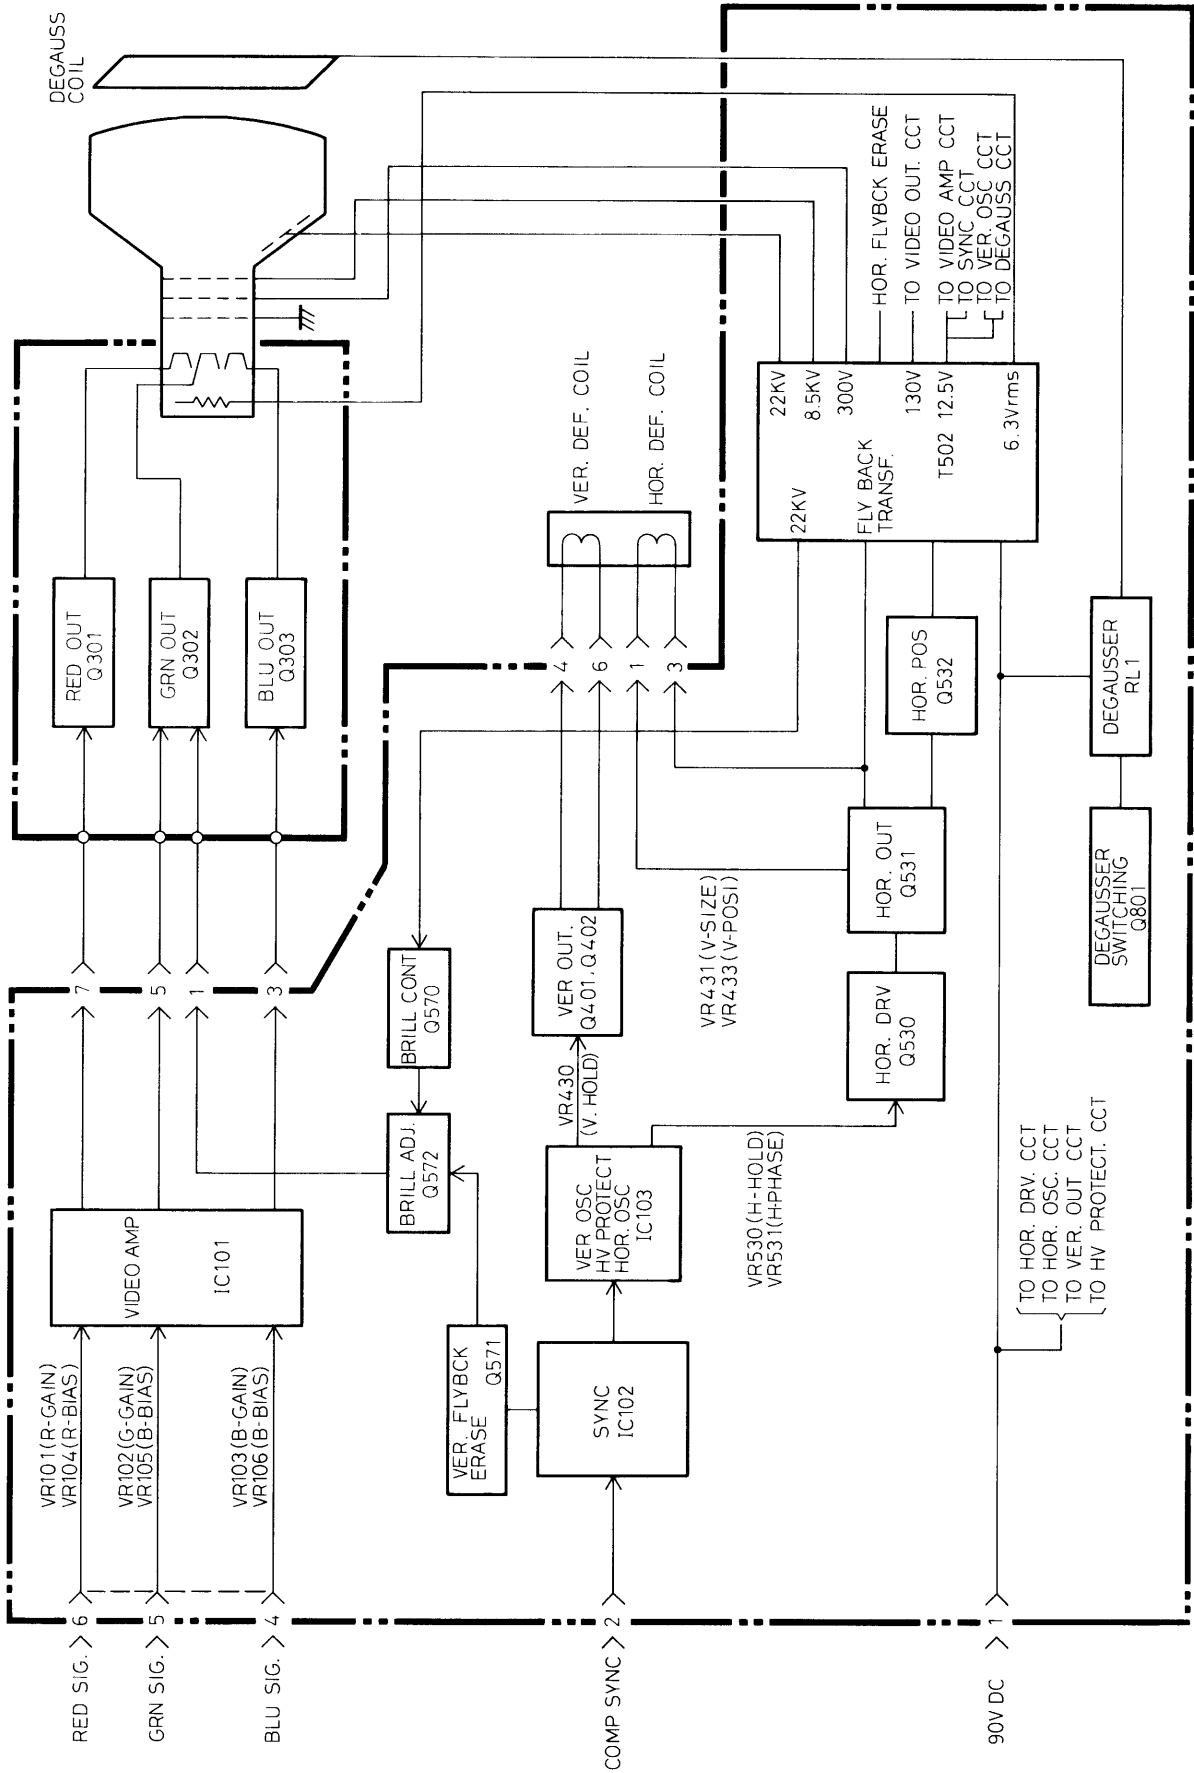 RED SIG.
6
GRN SIG.
5
BLU SIG.
4
VR101(R-GAIN)
VR104(R-BIAS)
VR102(G-GAIN)
VR105(B-BIAS)
VR103(B-GAIN)
VR106(B-BIAS)
VIDEO AMP
IC101
7
5
1
3
RED OUT
Q301
GRN OUT
Q302
BLU OUT
Q303
DEGAUSS
COIL
BRILL ADJ.
Q572
BRILL CONT
Q570
VER. FLYBCK
ERASE
Q571
COMP SYNC
2
SYNC
IC102
VER OSC
HV PROTECT
HOR. OSC
IC103
VR430
(V. HOLD)
VER OUT.
Q401,Q402
4
6
1
3
VER. DEF. COIL
HOR. DEF. COIL
VR431(V-SIZE)
VR433(V-POSI)
VR530(H-HOLD)
VR531(H-PHASE)
HOR. DRV
Q530
HOR. OUT
Q531
HOR. POS
Q532
22KV
FLY BACK
TRANSF.
T502
22KV
8.5KV
300V
130V
12.5V
6.3Vrms
HOR. FLYBCK ERASE
TO VIDEO OUT. CCT
TO VIDEO AMP CCT
TO SYNC CCT
TO VER. OSC CCT
TO DEGAUSS CCT
90V DC
1
TO HOR. DRV. CCT
TO HOR. OSC. CCT
TO VER. OUT CCT
TO HV PROTECT. CCT
DEGAUSSER
SWITCHING
Q801
DEGAUSSER
RL1